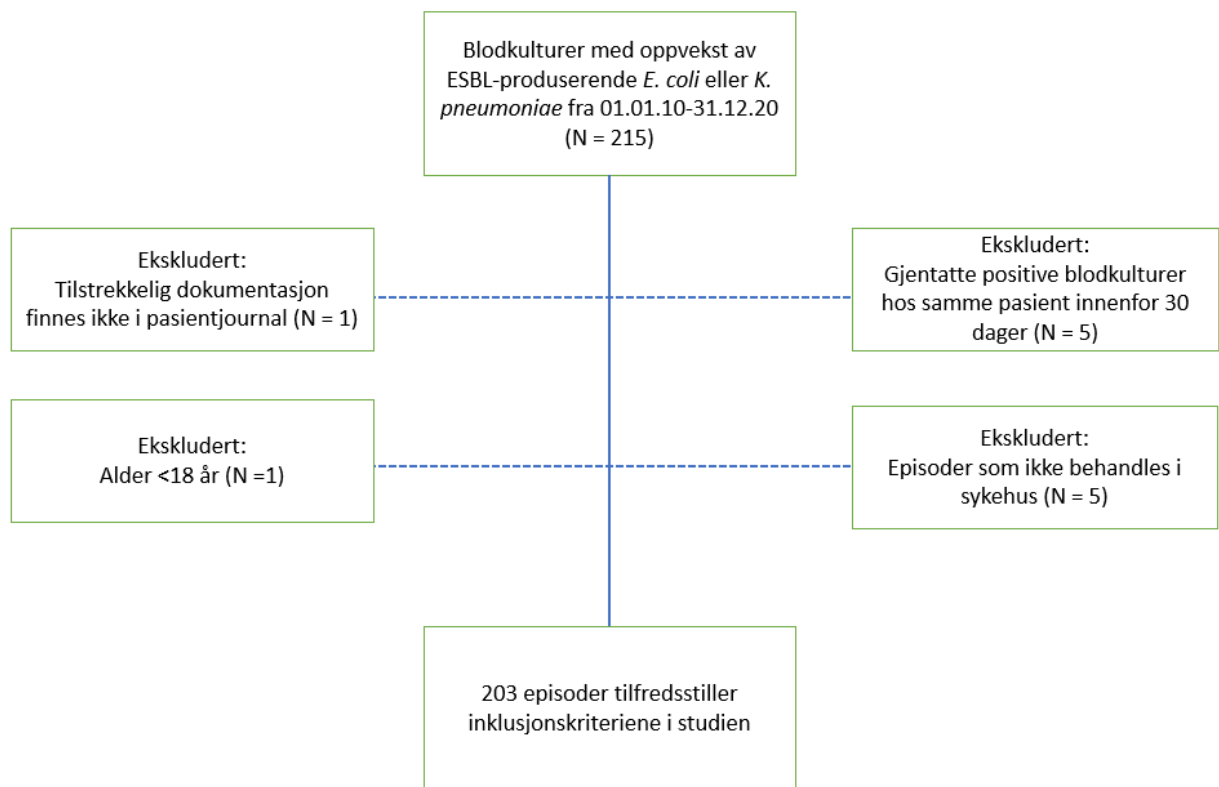 Blodkulturer med oppvekst av
ESBL-produserende E. coli eller K.
pneumoniae fra 01.01.10-31.12.20
(N = 215)
Ekskludert:
Tilstrekkelig dokumentasjon
finnes ikke i pasientjournal (N = 1)
Ekskludert:
Gjentatte positive blodkulturer
hos samme pasient innenfor 30
dager (N = 5)
Ekskludert:
Alder <18 år (N =1)
Ekskludert:
Episoder som ikke behandles i
sykehus (N = 5)
203 episoder tilfredsstiller
inklusjonskriteriene i studien